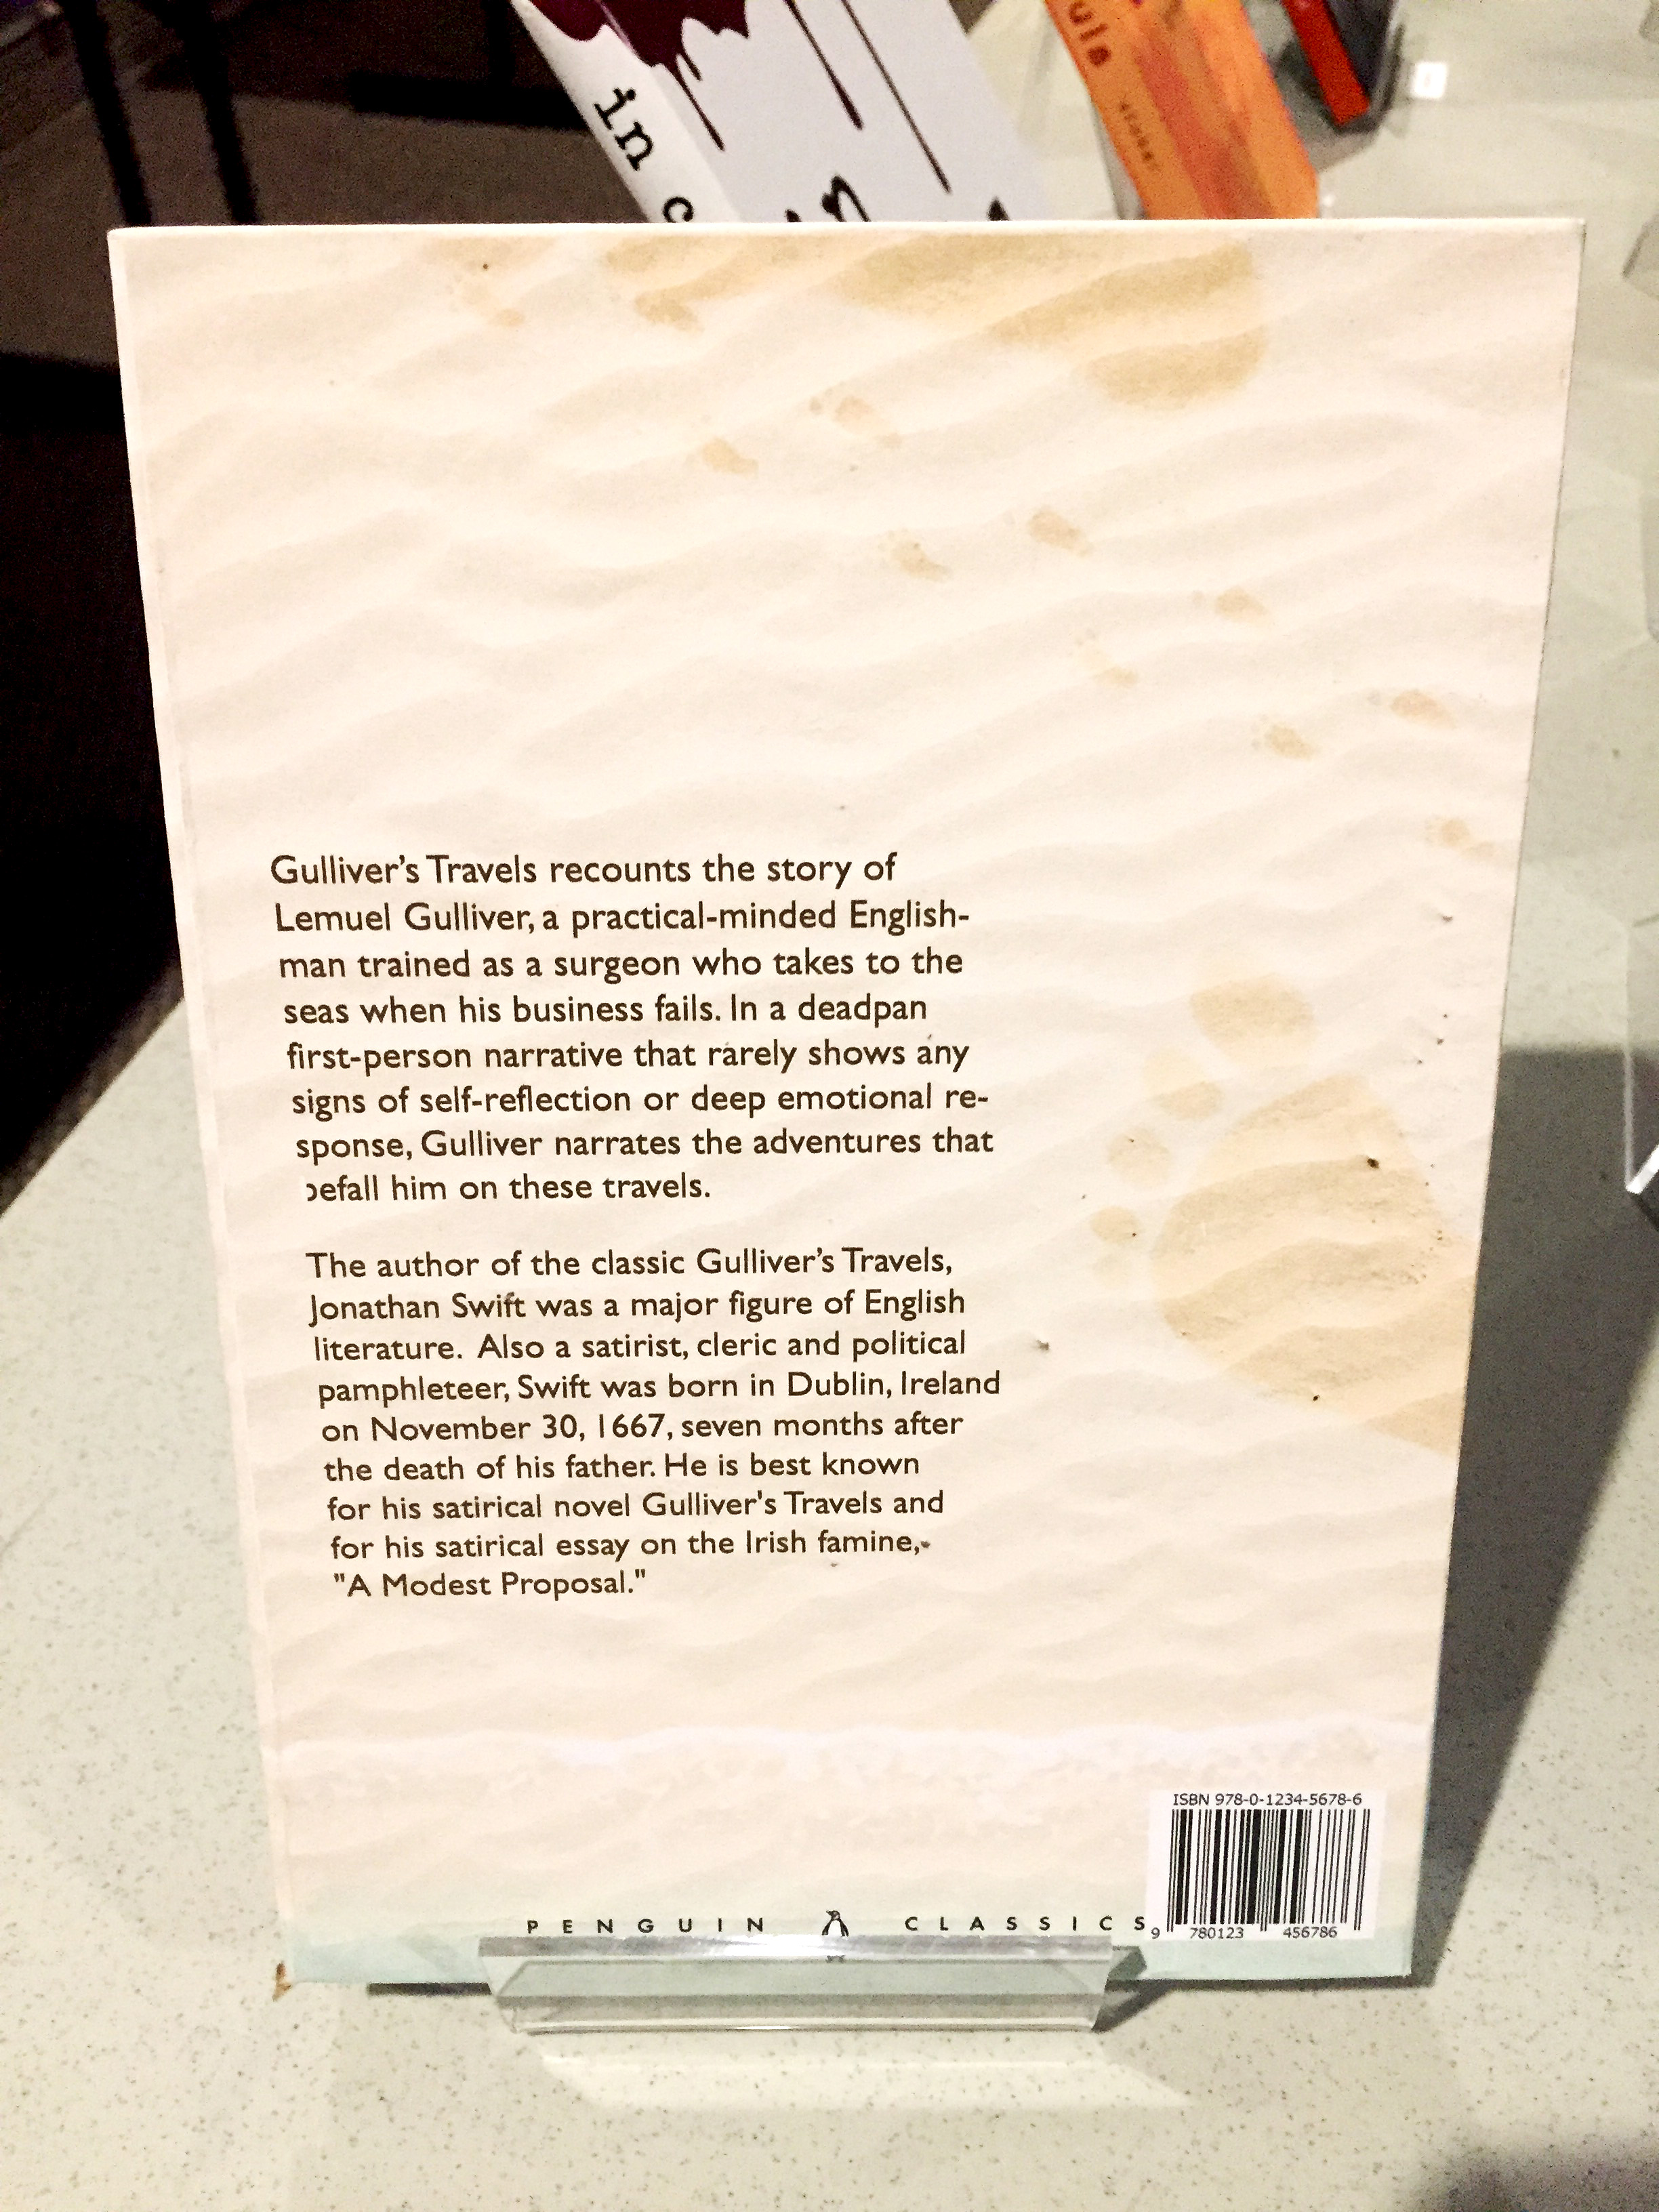 in c
ula
Gulliver's Travels recounts the story of
Lemuel Gulliver, a practical-minded English-
man trained as a surgeon who takes to the
seas when his business fails. In a deadpan
first-person narrative that rarely shows any
signs of self-reflection or deep emotional re-
sponse, Gulliver narrates the adventures that
befall him on these travels.
The author of the classic Gulliver's Travels,
Jonathan Swift was a major figure of English
literature. Also a satirist, cleric and political
pamphleteer, Swift was born in Dublin, Ireland
on November 30, 1667, seven months after
the death of his father. He is best known
for his satirical novel Gulliver's Travels and
for his satirical essay on the Irish famine,
"A Modest Proposal."
ISBN 978-0-1234-5678-6
9 780123 456786
PENGUIN CLASSICS